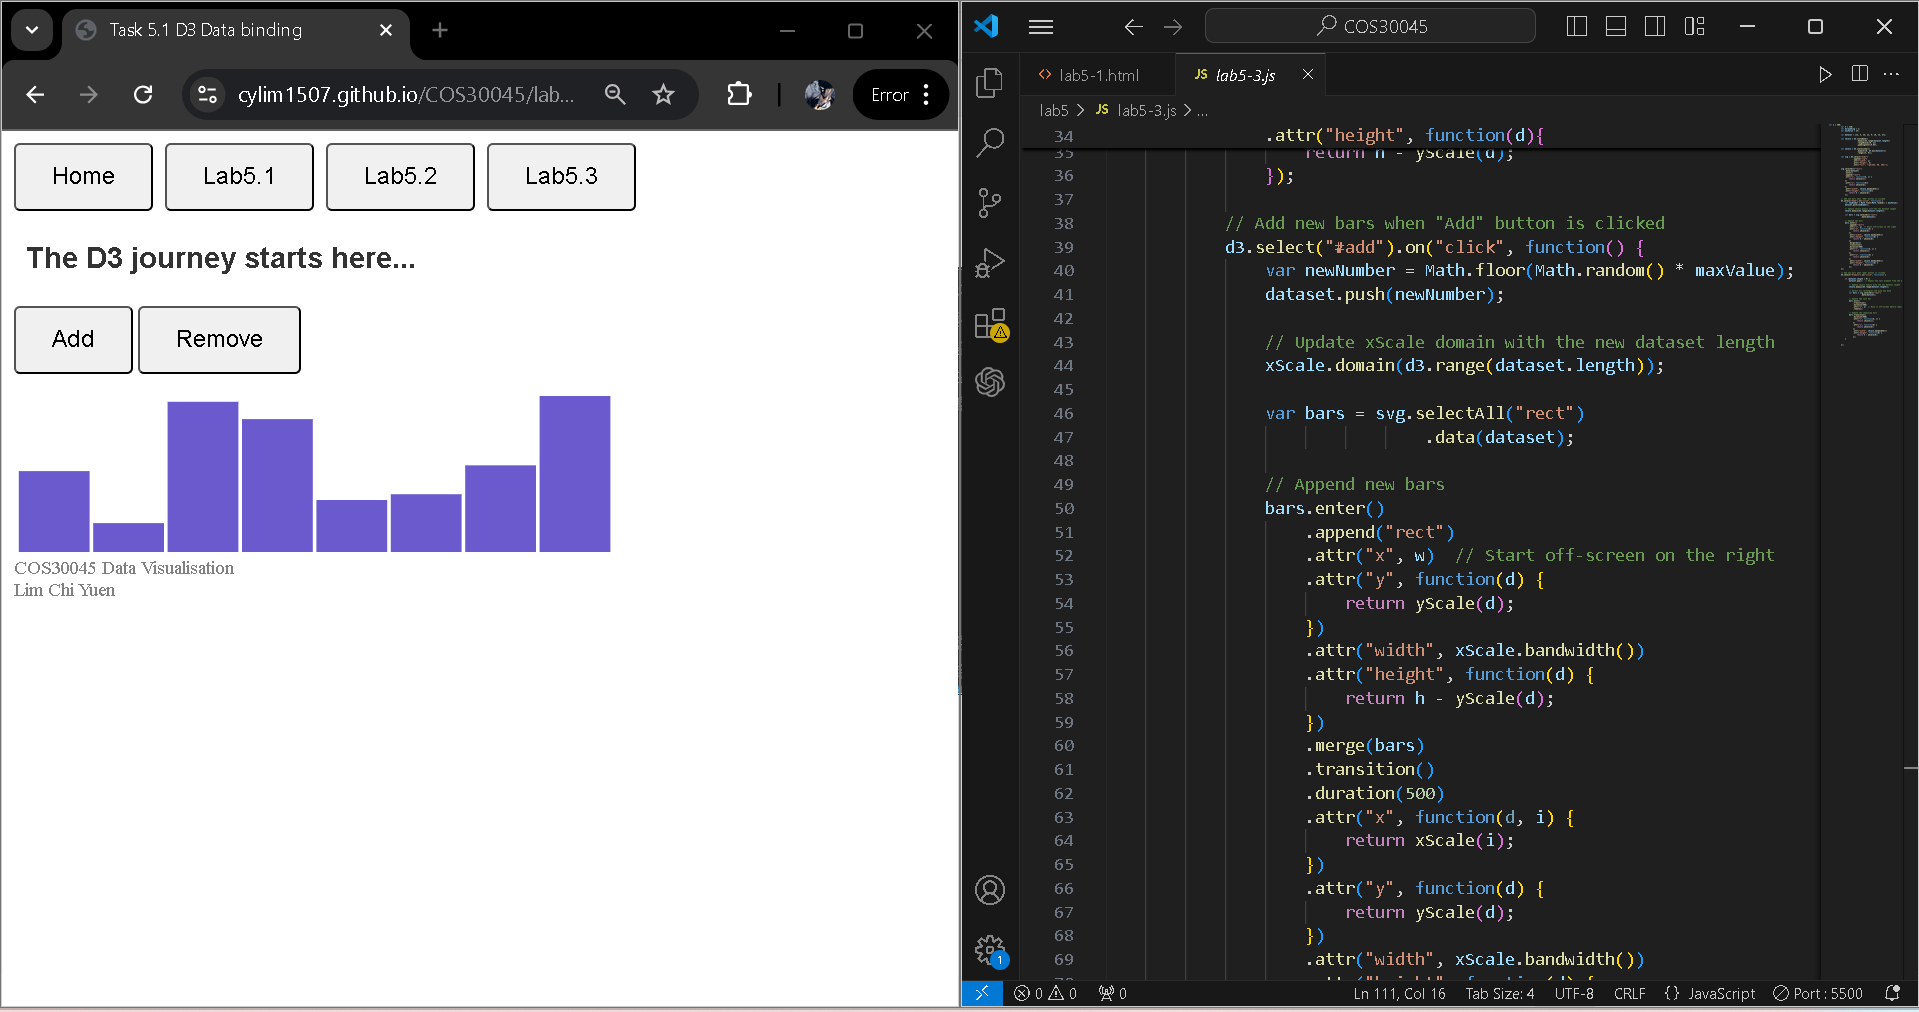 Task 5.1 D3 Data binding
cylim1507.github.io/COS30045/lab...
Error
Home
Lab5.1
Lab5.2
Lab5.3
The D3 journey starts here...
Add
Remove
COS30045 Data Visualisation
Lim Chi Yuen
COS30045
lab5-1.html
JS lab5-3.js
lab5 > JS lab5-3.js > ...
34 .attr("height", function(d){
35 return h - yScale(d);
36 });
37
38 // Add new bars when "Add" button is clicked
39 d3.select("#add").on("click", function() {
40 var newNumber = Math.floor(Math.random() * maxValue);
41 dataset.push(newNumber);
42
43 // Update xScale domain with the new dataset length
44 xScale.domain(d3.range(dataset.length));
45
46 var bars = svg.selectAll("rect")
47 .data(dataset);
48
49 // Append new bars
50 bars.enter()
51 .append("rect")
52 .attr("x", w)  // Start off-screen on the right
53 .attr("y", function(d) {
54 return yScale(d);
55 })
56 .attr("width", xScale.bandwidth())
57 .attr("height", function(d) {
58 return h - yScale(d);
59 })
60 .merge(bars)
61 .transition()
62 .duration(500)
63 .attr("x", function(d, i) {
64 return xScale(i);
65 })
66 .attr("y", function(d) {
67 return yScale(d);
68 })
69 .attr("width", xScale.bandwidth())
1
0 0 0
Ln 111, Col 16
Tab Size: 4
UTF-8
CRLF
{} JavaScript
Port : 5500